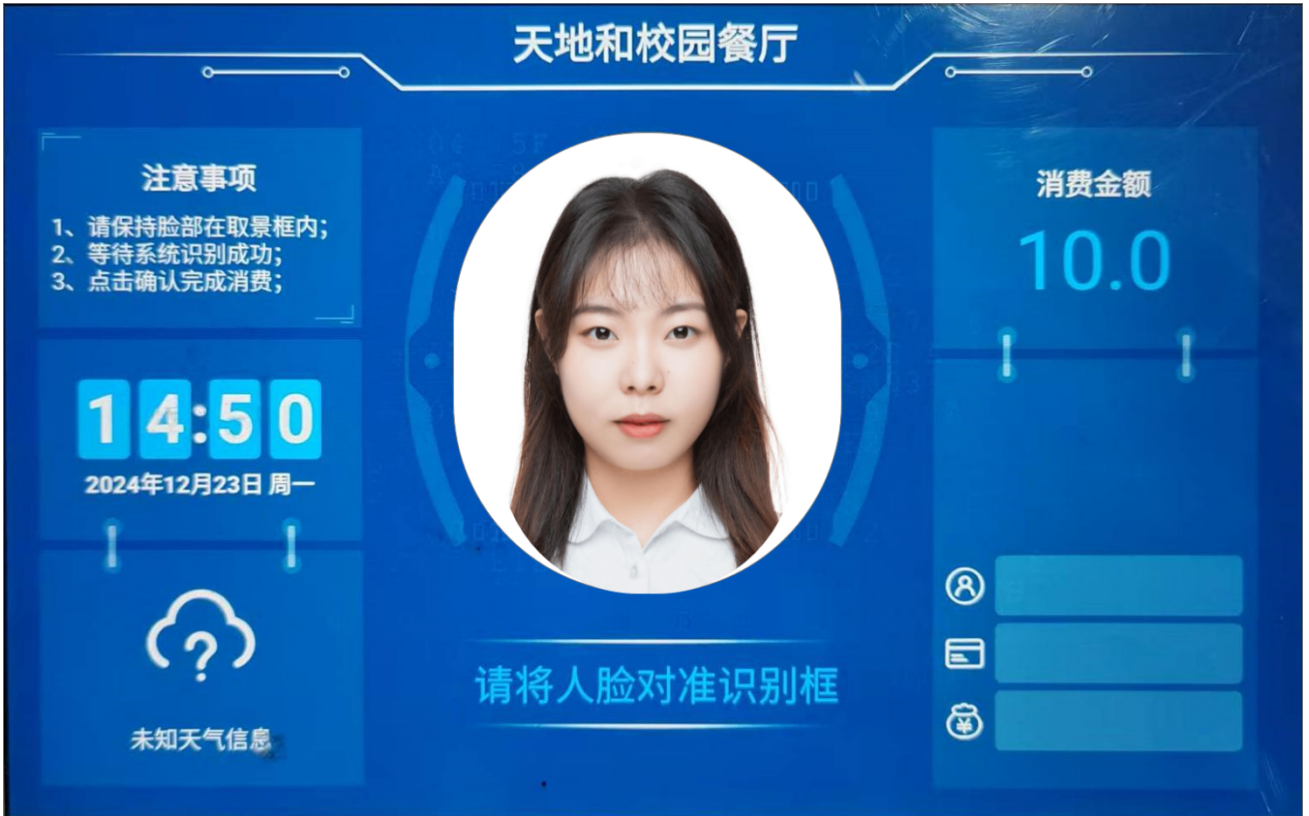 天地和校园餐厅
注意事项
1、请保持脸部在取景框内;
2、等待系统识别成功;
3、点击确认完成消费;
14:50
2024年12月23日 周一
未知天气信息
请将人脸对准识别框
消费金额
10.0